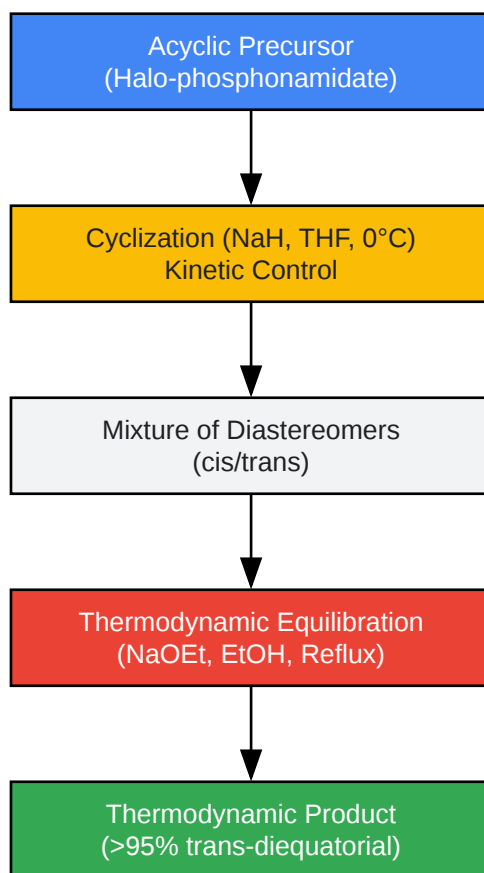 Acyclic Precursor
(Halo-phosphonamidate)
Cyclization (NaH, THF, 0°C)
Kinetic Control
Mixture of Diastereomers
(cis/trans)
Thermodynamic Equilibration
(NaOEt, EtOH, Reflux)
Thermodynamic Product
(>95% trans-diequatorial)